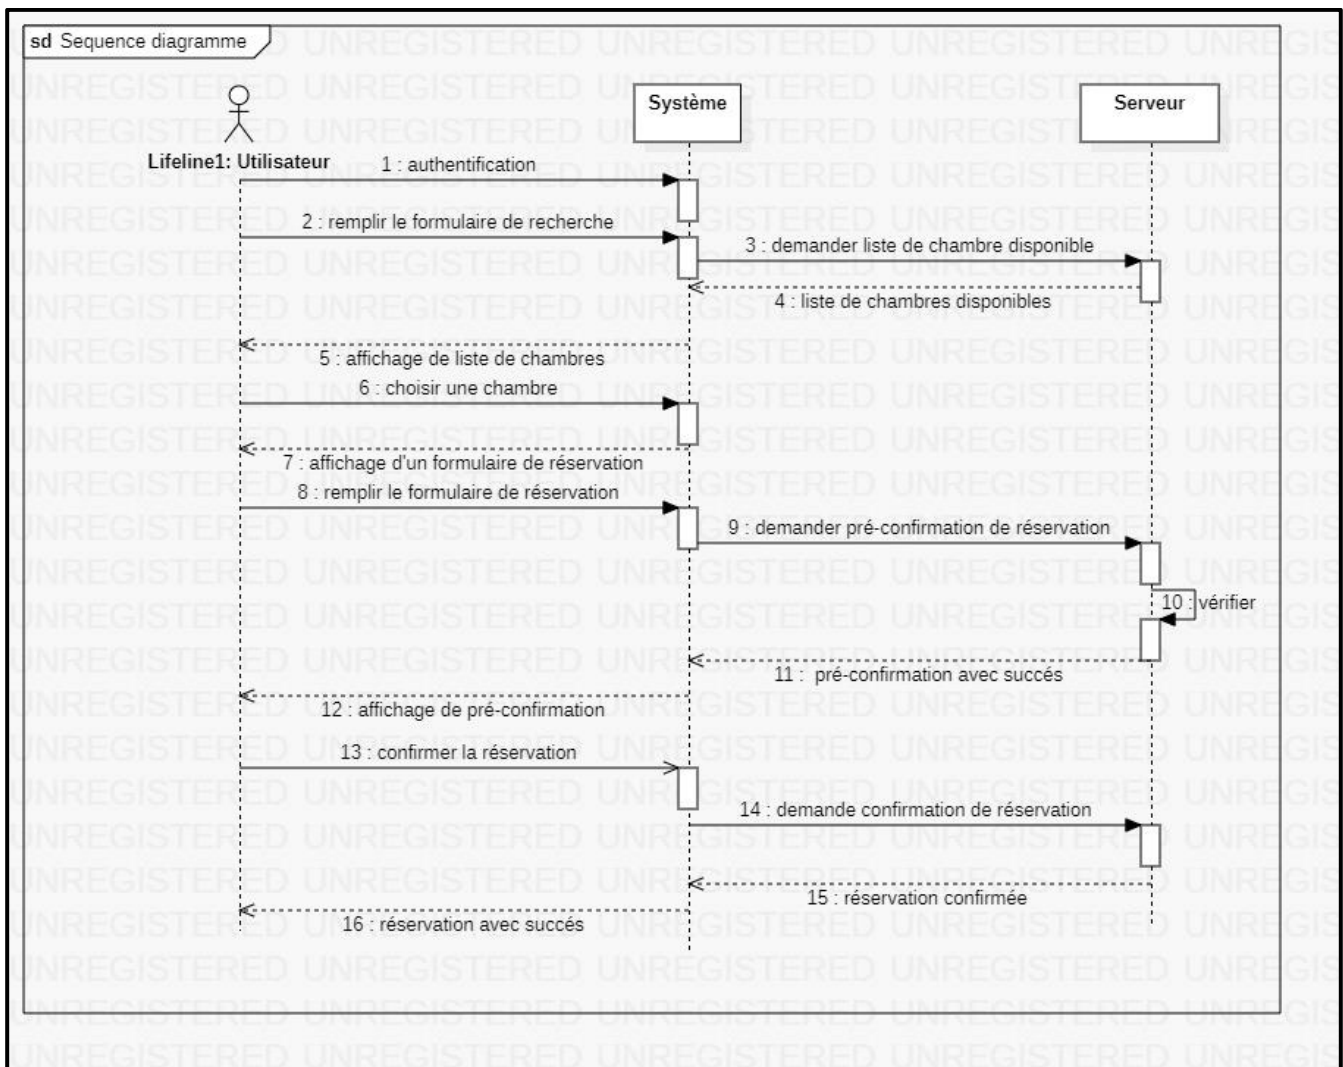 sd Sequence diagramme
Système
Serveur
Lifeline1: Utilisateur
1 : authentification
2 : remplir le formulaire de recherche
3 : demander liste de chambre disponible
4 : liste de chambres disponibles
5 : affichage de liste de chambres
6 : choisir une chambre
7 : affichage d'un formulaire de réservation
8 : remplir le formulaire de réservation
9 : demander pré-confirmation de réservation
10 : vérifier
11 : pré-confirmation avec succés
12 : affichage de pré-confirmation
13 : confirmer la réservation
14 : demande confirmation de réservation
15 : réservation confirmée
16 : réservation avec succés
UNREGISTERED